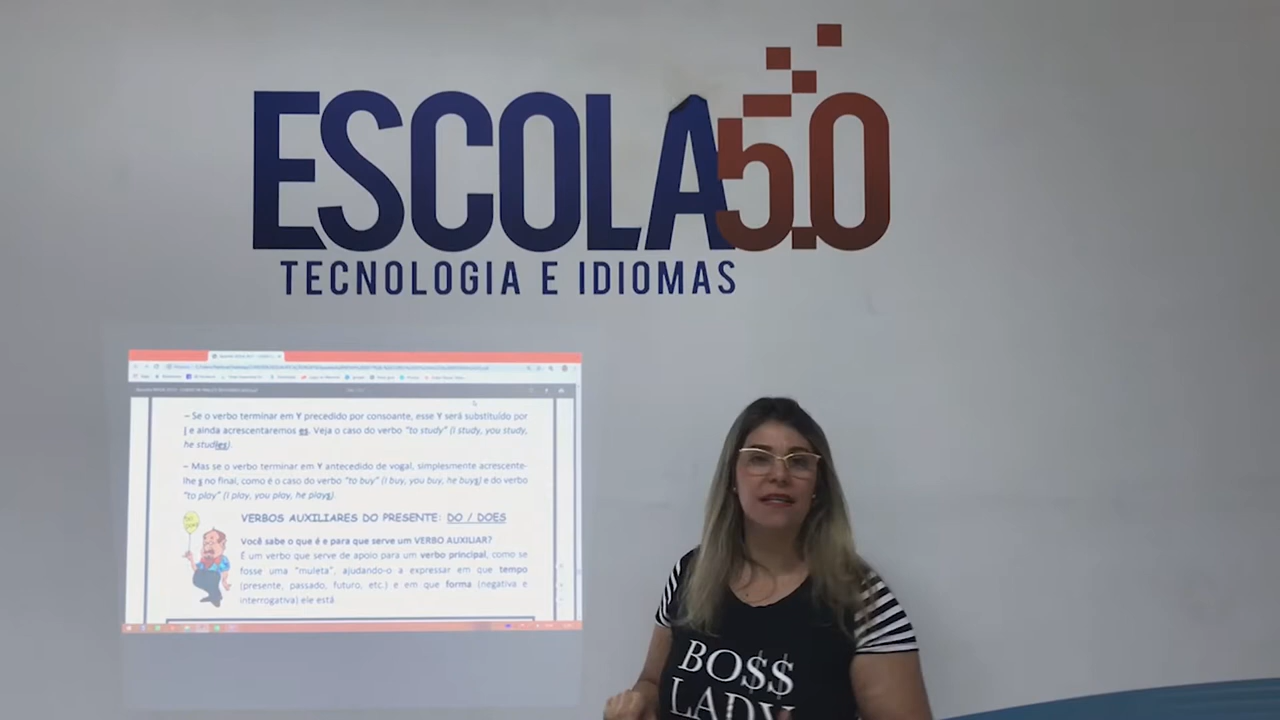 ESCOLA 5.0
TECNOLOGIA E IDIOMAS
– Se o verbo terminar em Y precedido por consoante, esse Y será substituído por
I e ainda acrescentaremos es. Veja o caso do verbo "to study" (I study, you study,
he studies).
– Mas se o verbo terminar em Y antecedido de vogal, simplesmente acrescente-
lhe s no final, como é o caso do verbo "to buy" (I buy, you buy, he buys) e do verbo
"to play" (I play, you play, he plays).
VERBOS AUXILIARES DO PRESENTE: DO / DOES
Você sabe o que é e para que serve um VERBO AUXILIAR?
É um verbo que serve de apoio para um verbo principal, como se
fosse uma "muleta", ajudando-o a expressar em que tempo
(presente, passado, futuro, etc.) e em que forma (negativa e
interrogativa) ele está.
BO$$
LADY